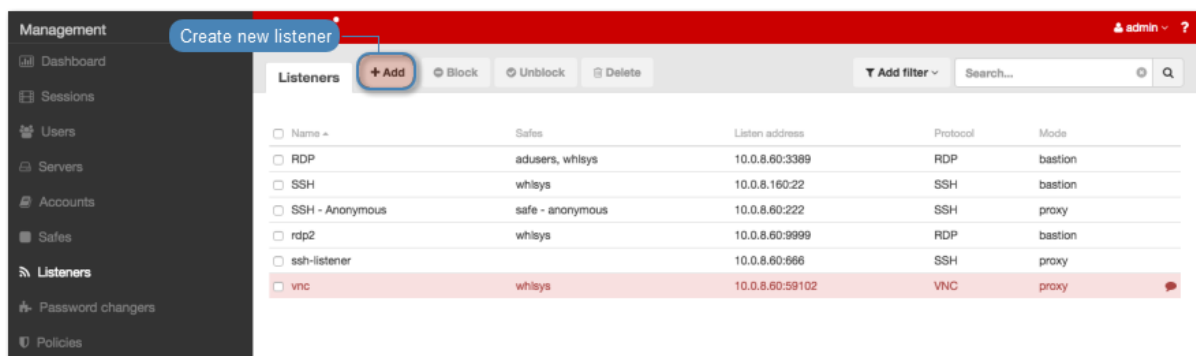 Management
Create new listener
admin
?
Dashboard
Sessions
Users
Servers
Accounts
Safes
Listeners
Password changers
Policies
Listeners
+ Add
Block
Unblock
Delete
Add filter
Search...
Name Safes Listen address Protocol Mode
RDP adusers, whlsys 10.0.8.60:3389 RDP bastion
SSH whlsys 10.0.8.160:22 SSH bastion
SSH - Anonymous safe - anonymous 10.0.8.60:222 SSH proxy
rdp2 whlsys 10.0.8.60:9999 RDP bastion
ssh-listener 10.0.8.60:666 SSH proxy
vnc whlsys 10.0.8.60:59102 VNC proxy